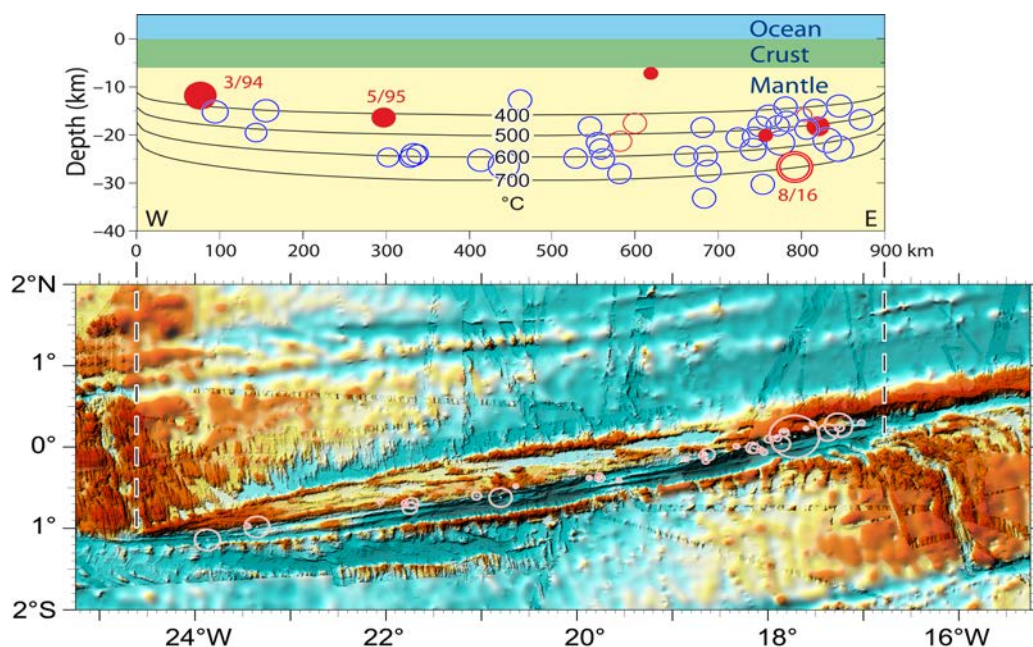 Ocean
Crust
Mantle
Depth (km)
0
−10
−20
−30
−40
3/94
5/95
8/16
400
500
600
700
°C
W
E
0 100 200 300 400 500 600 700 800 900 km
2°N
1°
0°
1°
2°S
24°W 22° 20° 18° 16°W